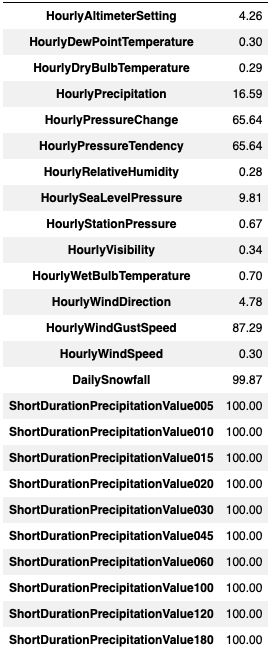 HourlyAltimeterSetting 4.26
HourlyDewPointTemperature 0.30
HourlyDryBulbTemperature 0.29
HourlyPrecipitation 16.59
HourlyPressureChange 65.64
HourlyPressureTendency 65.64
HourlyRelativeHumidity 0.28
HourlySeaLevelPressure 9.81
HourlyStationPressure 0.67
HourlyVisibility 0.34
HourlyWetBulbTemperature 0.70
HourlyWindDirection 4.78
HourlyWindGustSpeed 87.29
HourlyWindSpeed 0.30
DailySnowfall 99.87
ShortDurationPrecipitationValue005 100.00
ShortDurationPrecipitationValue010 100.00
ShortDurationPrecipitationValue015 100.00
ShortDurationPrecipitationValue020 100.00
ShortDurationPrecipitationValue030 100.00
ShortDurationPrecipitationValue045 100.00
ShortDurationPrecipitationValue060 100.00
ShortDurationPrecipitationValue100 100.00
ShortDurationPrecipitationValue120 100.00
ShortDurationPrecipitationValue180 100.00